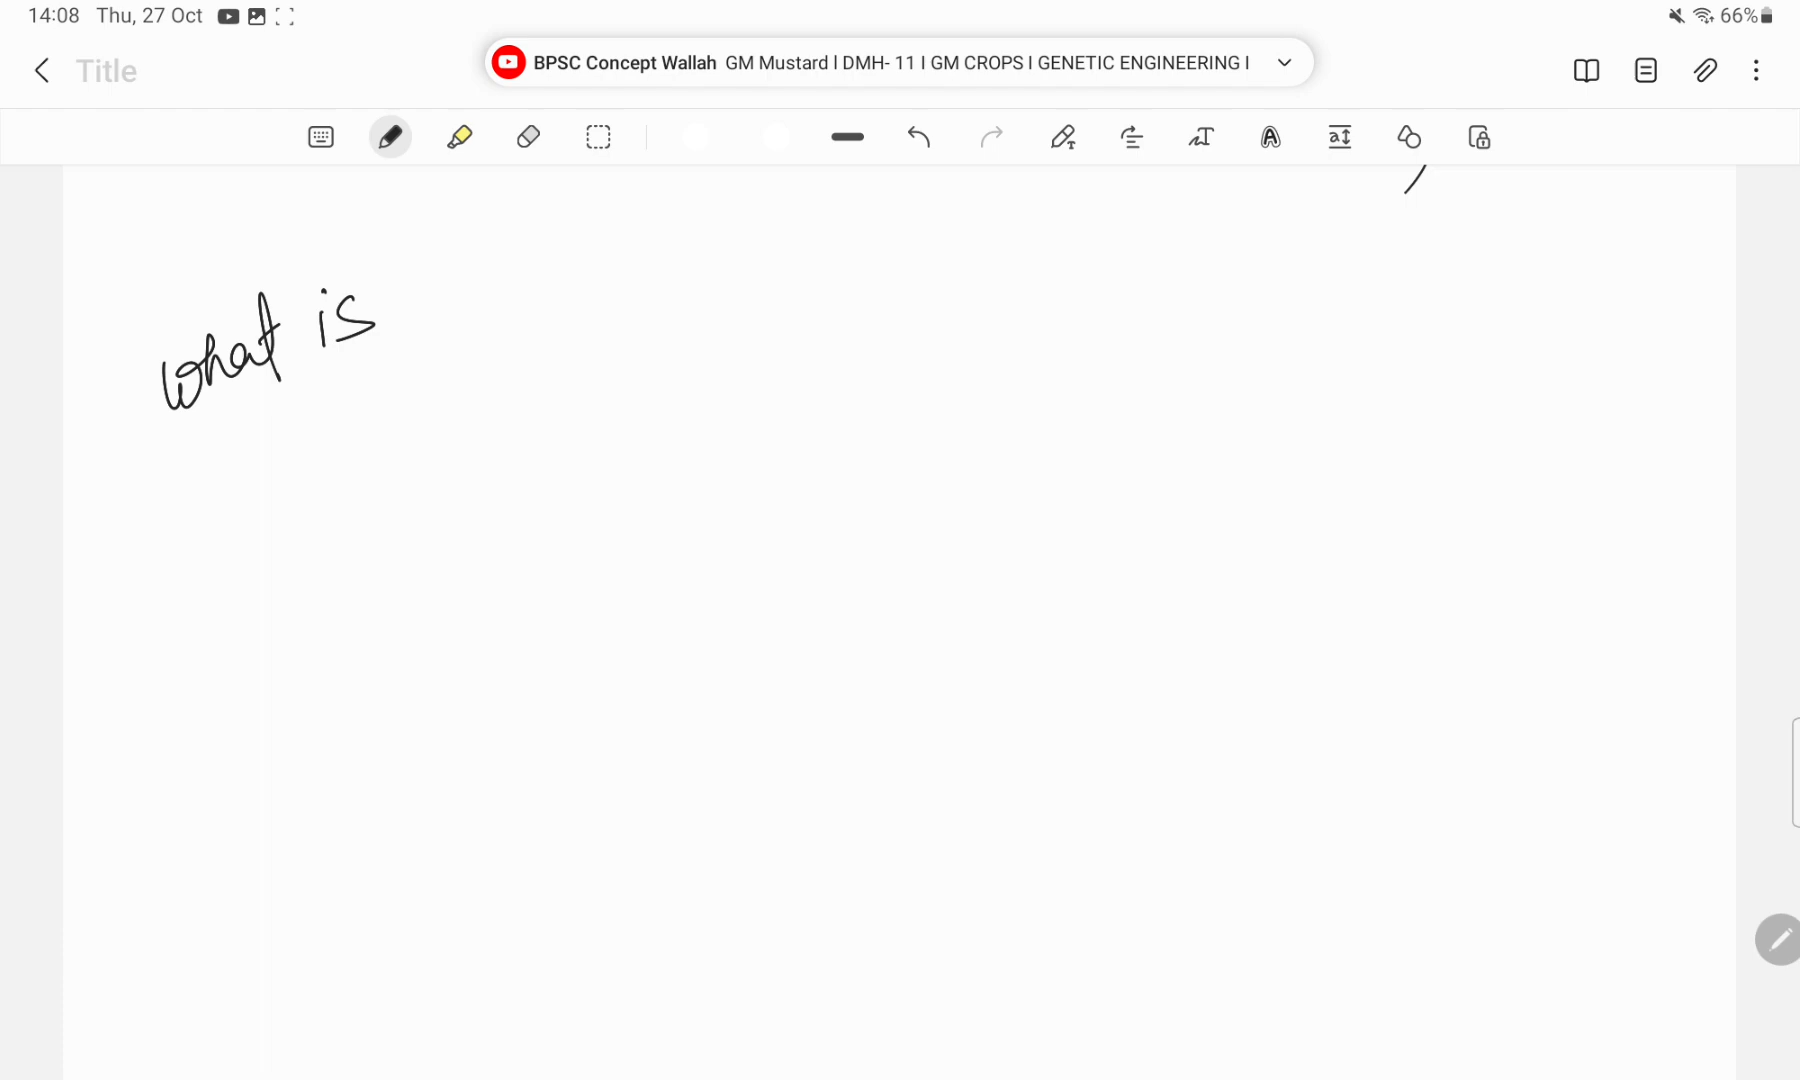 14:08 Thu, 27 Oct 66%
Title BPSC Concept Wallah GM Mustard l DMH- 11 I GM CROPS I GENETIC ENGINEERING I
what is